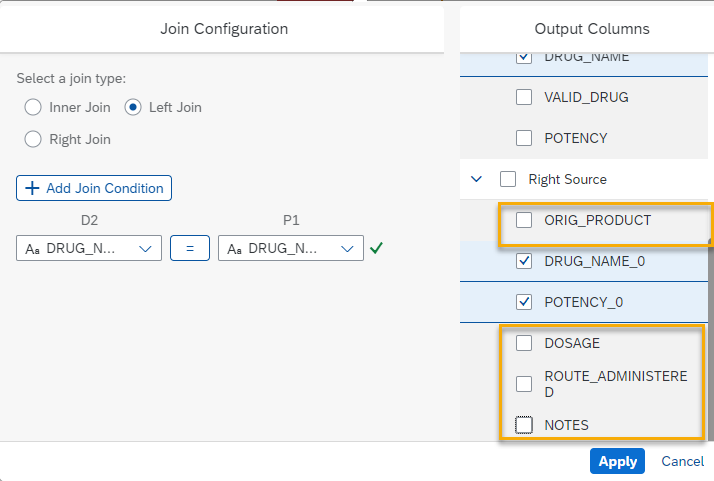 Join Configuration
Output Columns
Select a join type:
Inner Join
Left Join
Right Join
Add Join Condition
D2
P1
Aa DRUG_N...
=
Aa DRUG_N...
DRUG_NAME
VALID_DRUG
POTENCY
Right Source
ORIG_PRODUCT
DRUG_NAME_0
POTENCY_0
DOSAGE
ROUTE_ADMINISTERE
D
NOTES
Apply
Cancel